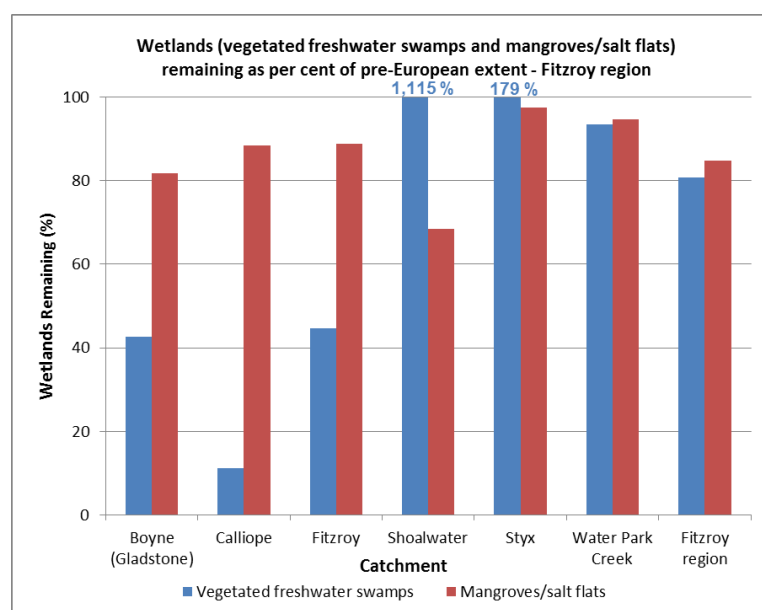 Wetlands (vegetated freshwater swamps and mangroves/salt flats)
remaining as per cent of pre-European extent - Fitzroy region
1,115 %
179 %
100
80
60
40
20
0
Wetlands Remaining (%)
Boyne
(Gladstone)
Calliope
Fitzroy
Shoalwater
Styx
Water Park
Creek
Fitzroy
region
Catchment
Vegetated freshwater swamps
Mangroves/salt flats